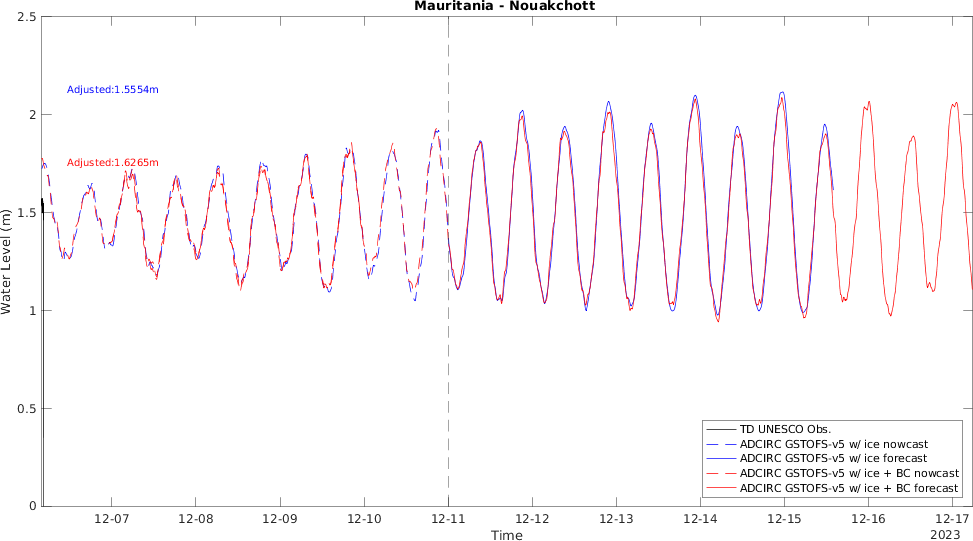 Mauritania - Nouakchott
2.5
2
1.5
1
0.5
0
Water Level (m)
Adjusted:1.5554m
Adjusted:1.6265m
TD UNESCO Obs.
ADCIRC GSTOFS-v5 w/ ice nowcast
ADCIRC GSTOFS-v5 w/ ice forecast
ADCIRC GSTOFS-v5 w/ ice + BC nowcast
ADCIRC GSTOFS-v5 w/ ice + BC forecast
12-07 12-08 12-09 12-10 12-11 12-12 12-13 12-14 12-15 12-16 12-17
Time
2023